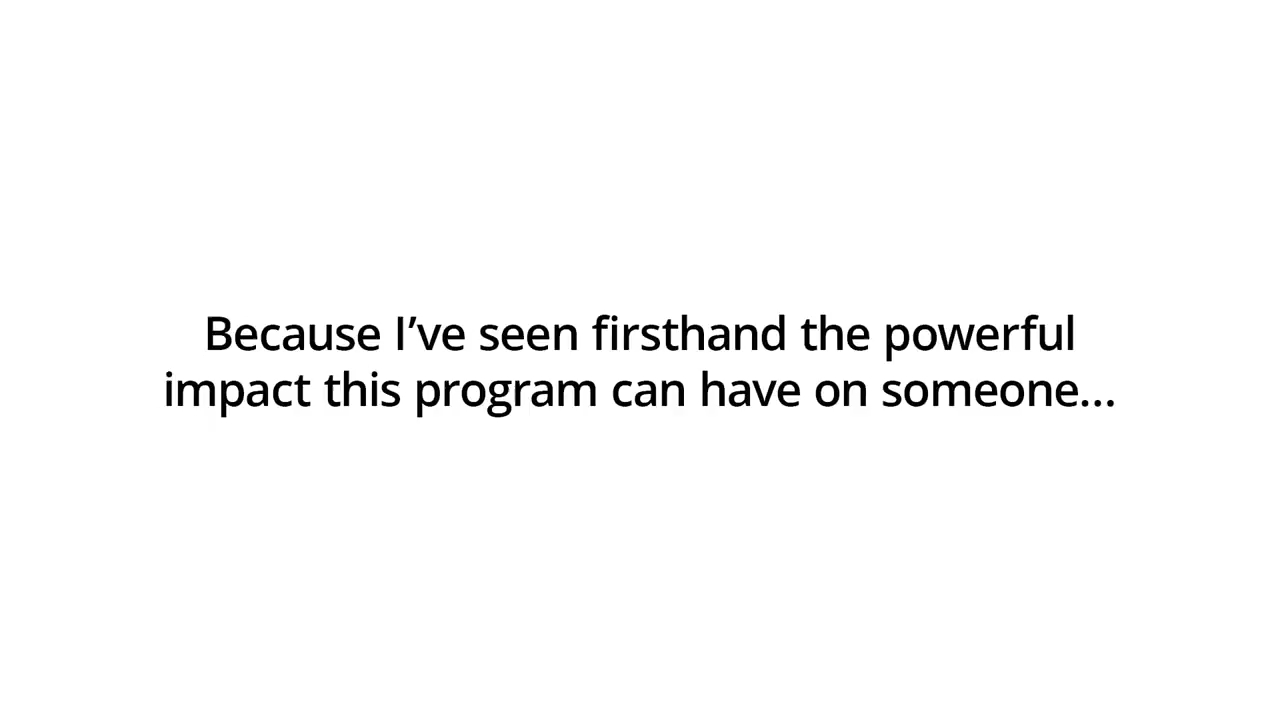 Because I’ve seen firsthand the powerful
impact this program can have on someone...